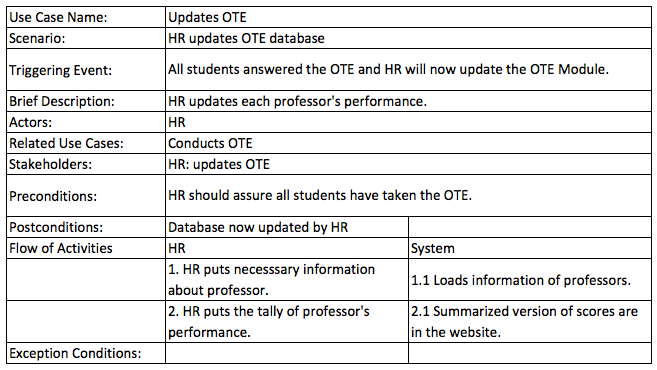 Use Case Name: Updates OTE
Scenario: HR updates OTE database
Triggering Event: All students answered the OTE and HR will now update the OTE Module.
Brief Description: HR updates each professor's performance.
Actors: HR
Related Use Cases: Conducts OTE
Stakeholders: HR: updates OTE
Preconditions: HR should assure all students have taken the OTE.
Postconditions: Database now updated by HR
Flow of Activities HR System
1. HR puts necesssary information
about professor.
1.1 Loads information of professors.
2. HR puts the tally of professor's
performance.
2.1 Summarized version of scores are
in the website.
Exception Conditions: